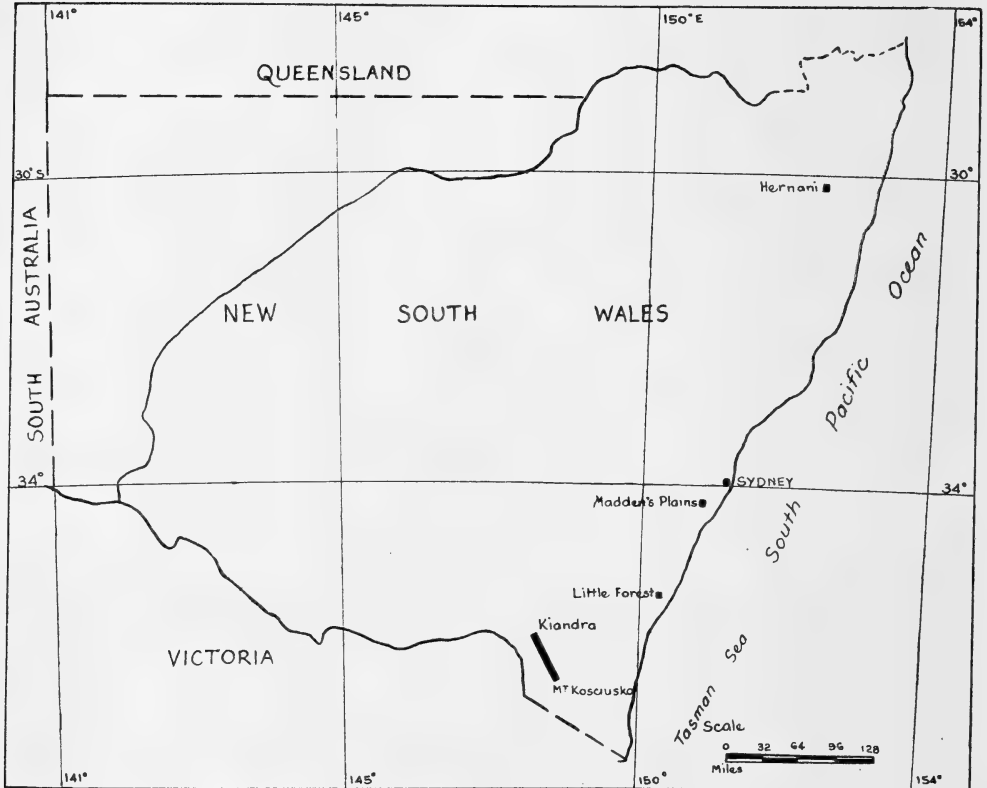 141° 145° 150°E 154°
QUEENSLAND
30°S 30°
Hernani
SOUTH AUSTRALIA
NEW SOUTH WALES
South Pacific Ocean
34° 34°
SYDNEY
Madden's Plains
Little Forest
Kiandra
VICTORIA
MT Kosciusko
Tasman Sea
Scale
0 32 64 96 128
Miles
141° 145° 150° 154°